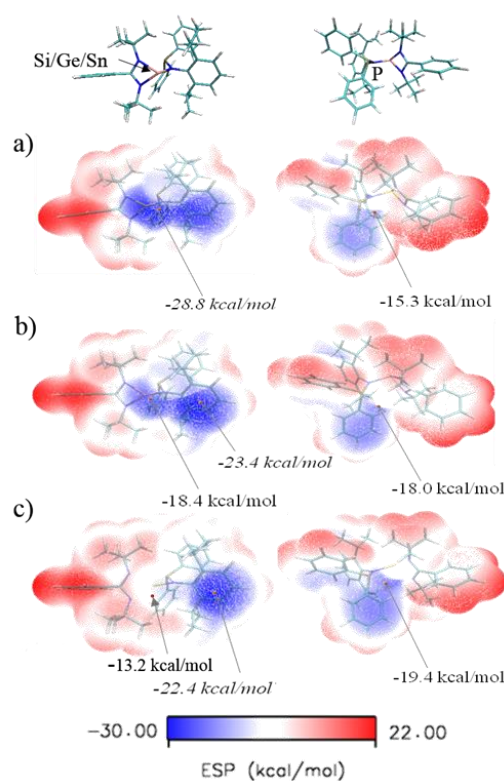 Si/Ge/Sn
P
a)
-28.8 kcal/mol
-15.3 kcal/mol
b)
-23.4 kcal/mol
-18.4 kcal/mol
-18.0 kcal/mol
c)
-13.2 kcal/mol
-22.4 kcal/mol
-19.4 kcal/mol
-30.00 22.00
ESP (kcal/mol)